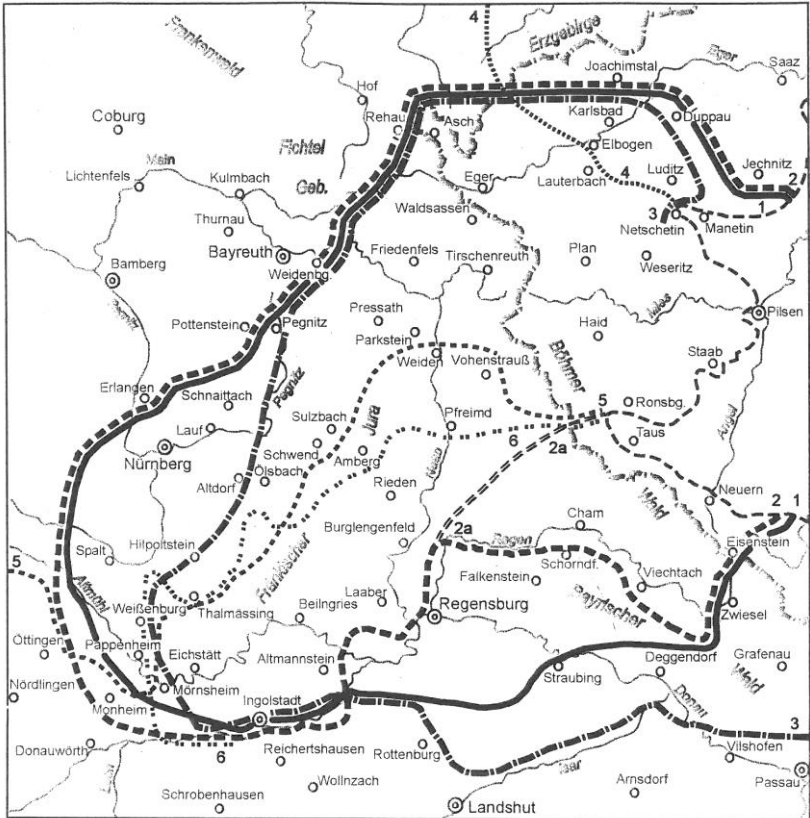 4
Frankenwald
Erzgebirge
Joachimstal
Eger
Saaz
Hof
Coburg
Rehau
Asch
Karlsbad
Duppau
Fichtel
Elbogen
Main
Geb.
Eger
Lauterbach
4
Luditz
Jechnitz
2
Lichtenfels
Kulmbach
1
Thurnau
Waldsassen
3
Netschetin
Manetin
Bayreuth
Weidenbg.
Friedenfels
Tirschenreuth
Plan
Weseritz
Bamberg
Pressath
Mies
Pilsen
Pottenstein
Pegnitz
Parkstein
Haid
Weiden
Vohenstrauß
Böhmer
Staab
Erlangen
Schnaittach
Pegnitz
Sulzbach
Jura
Pfreimd
5
Ronsbg.
Lauf
Schwend
6
2a
Taus
Angel
Nürnberg
Amberg
Naab
Altdorf
Ölsbach
Rieden
Neuern
2
1
2a
Cham
Wald
Burglengenfeld
Regen
Eisenstein
Spalt
Hilpoltstein
Fränkischer
Schorndf.
5
Altmühl
Falkenstein
Viechtach
Laaber
Bayrischer
Weißenburg
Thalmässing
Beilngries
Regensburg
Zwiesel
Öttingen
Pappenheim
Eichstätt
Altmannstein
Deggendorf
Grafenau
Nördlingen
Mörnsheim
Straubing
Wald
Monheim
Ingolstadt
Donau
3
Donauwörth
6
Reichertshausen
Rottenburg
Vilshofen
Isar
Wollnzach
Arnsdorf
Passau
Schrobenhausen
Landshut